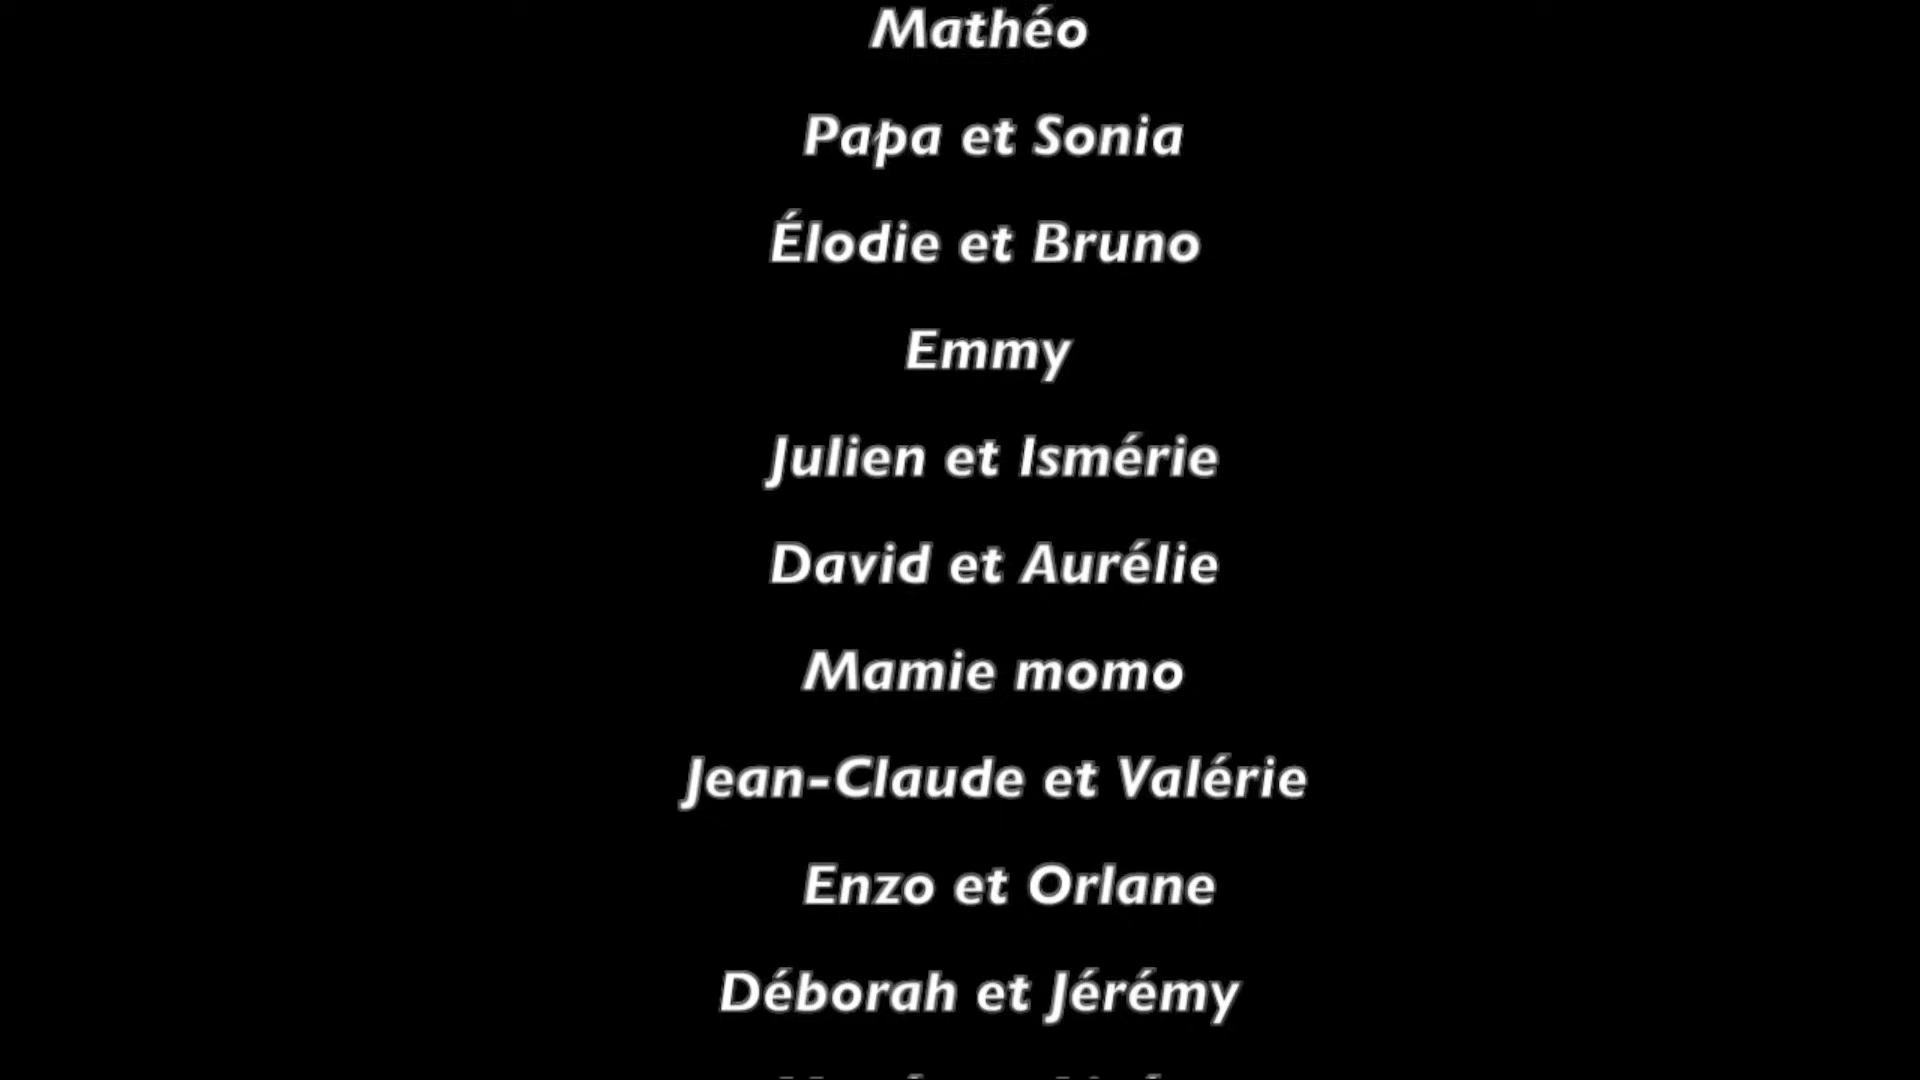 Mathéo
Papa et Sonia
Élodie et Bruno
Emmy
Julien et Ismérie
David et Aurélie
Mamie momo
Jean-Claude et Valérie
Enzo et Orlane
Déborah et Jérémy